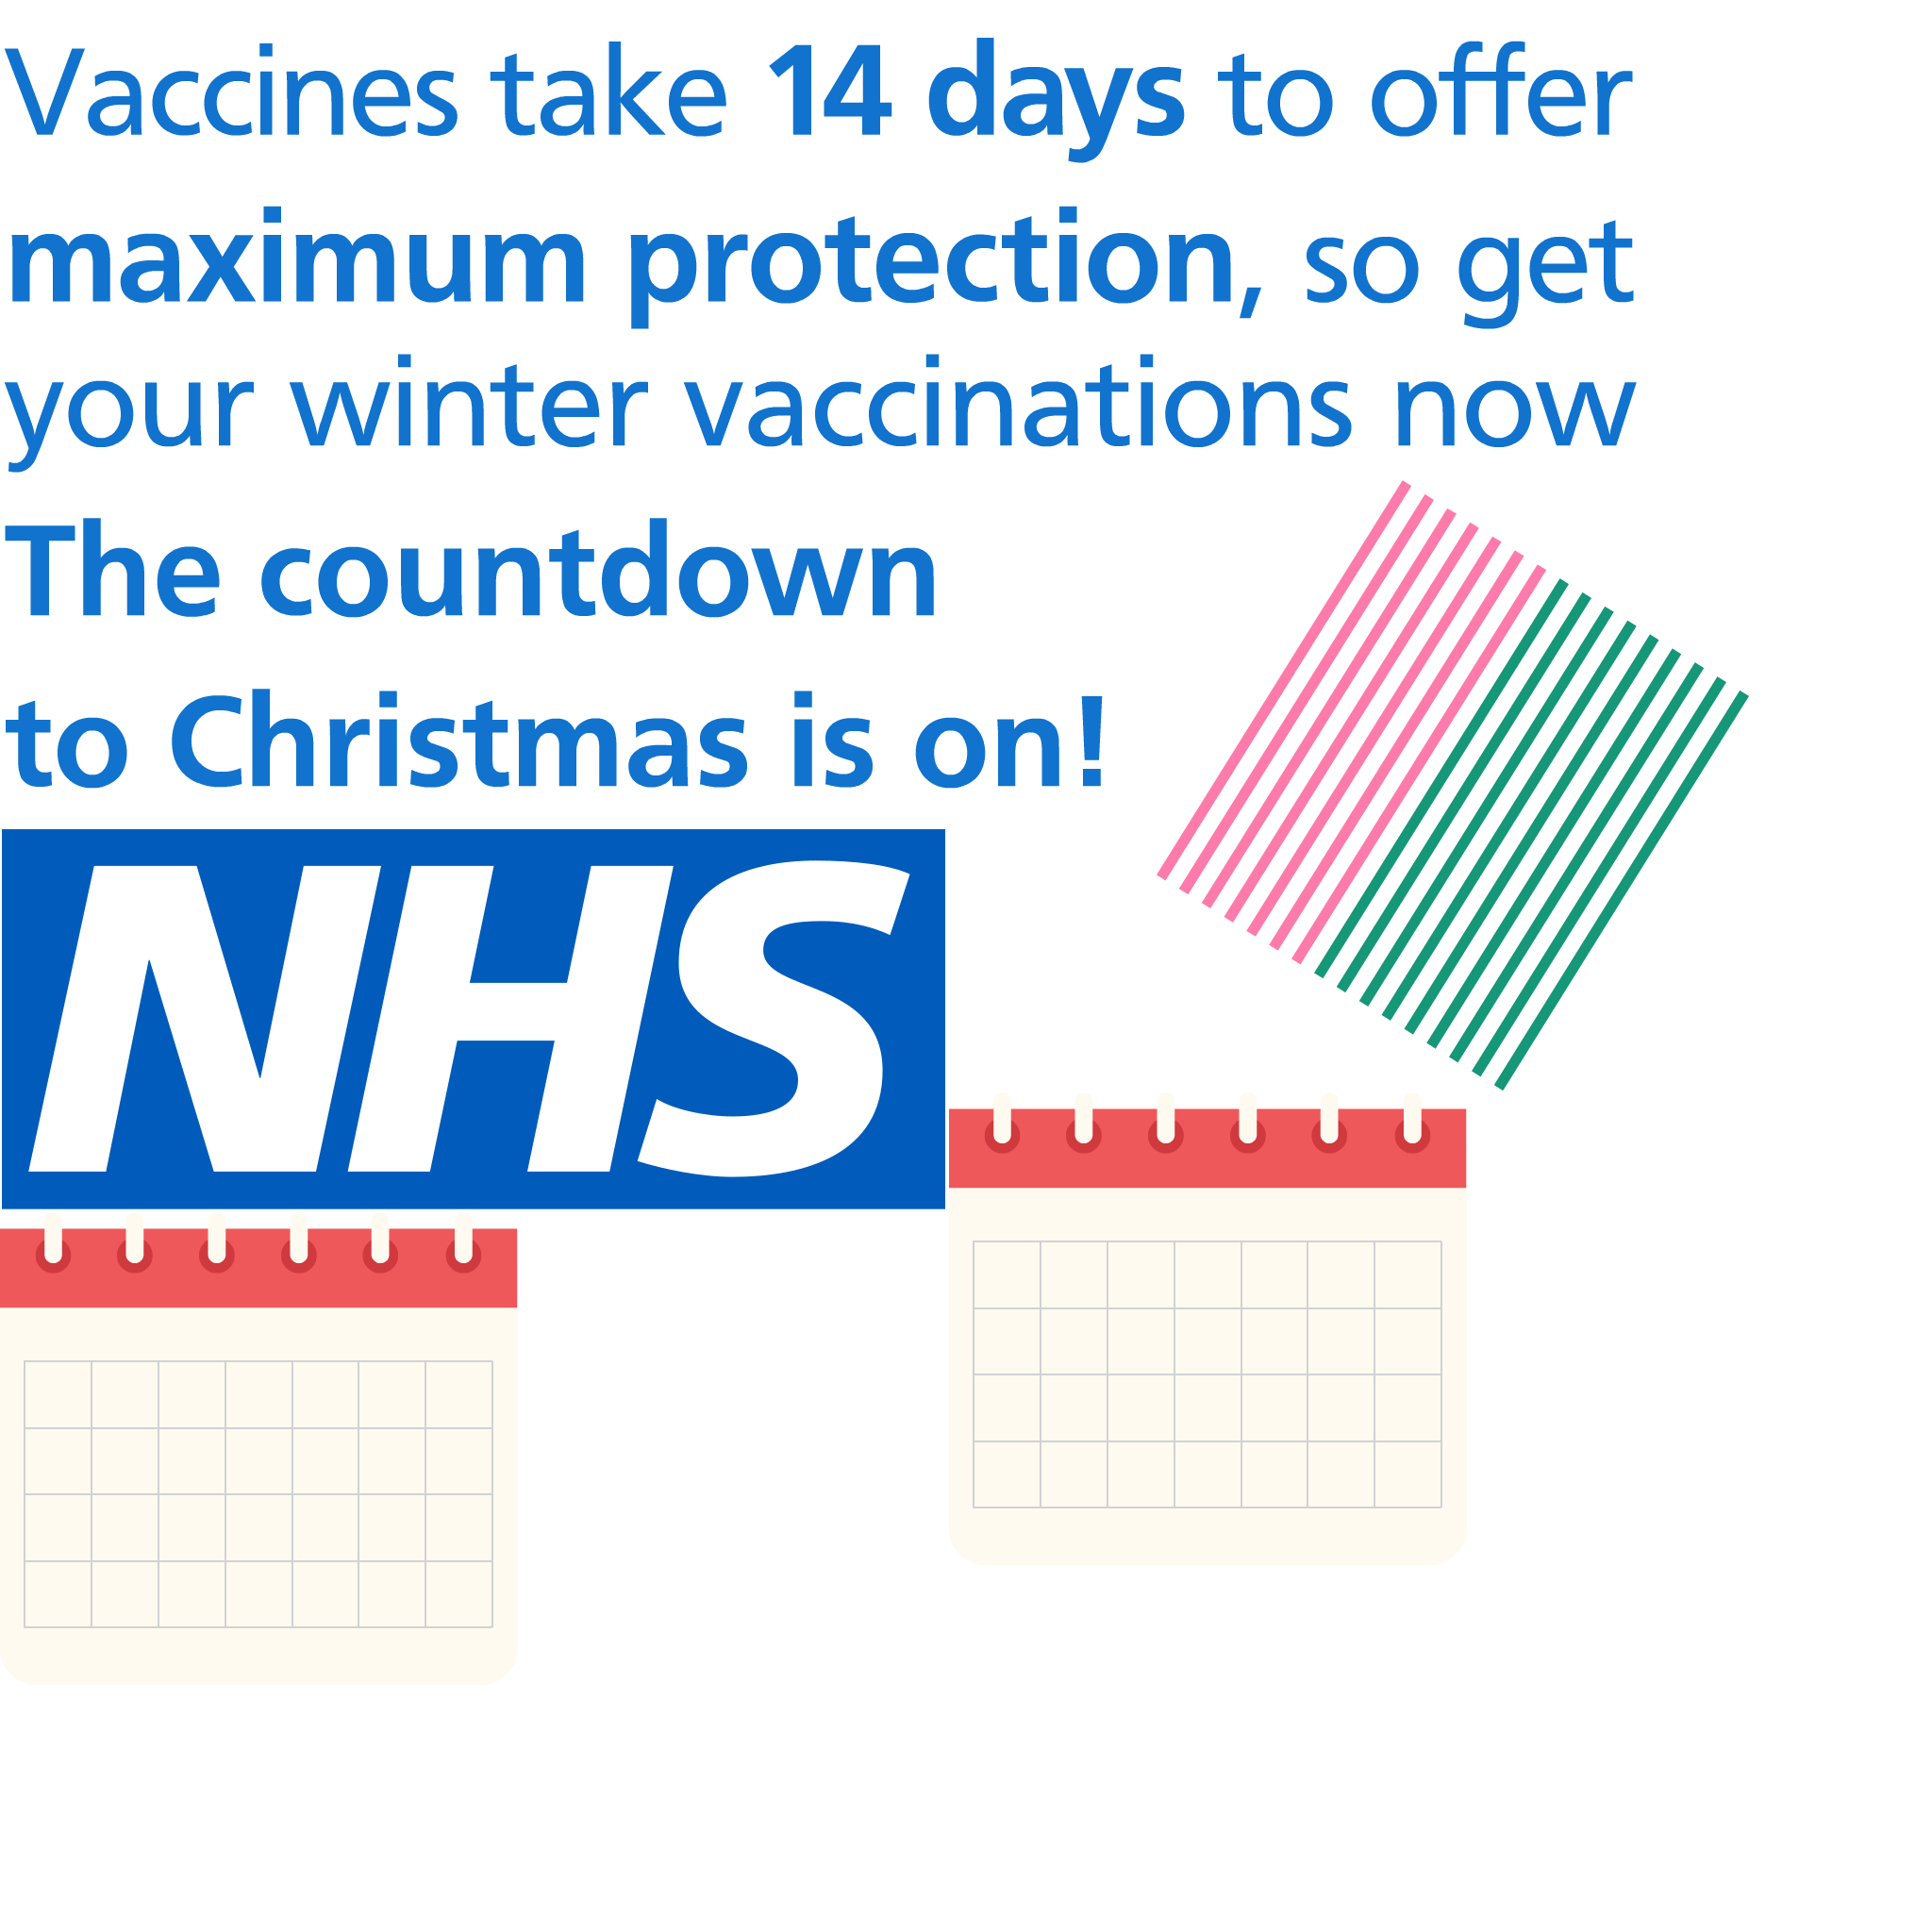 Vaccines take 14 days to offer
maximum protection, so get
your winter vaccinations now
The countdown
to Christmas is on!
NHS